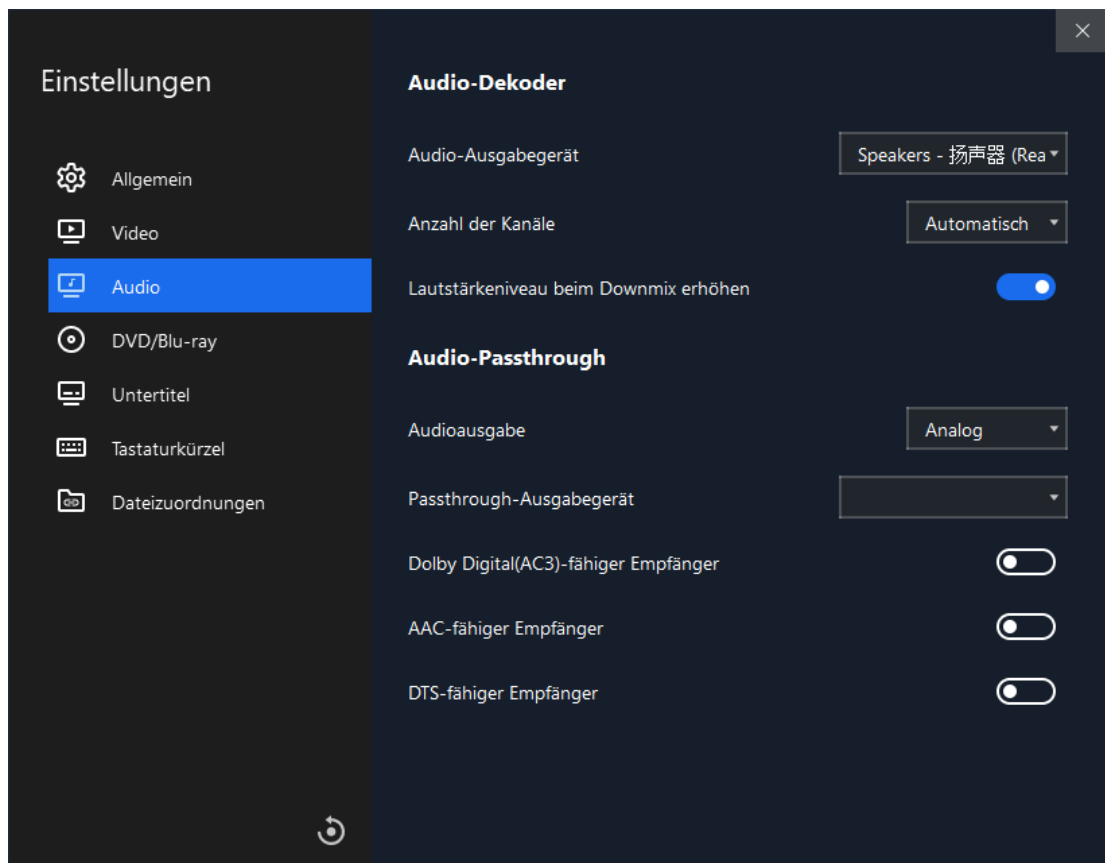 Einstellungen
Allgemein
Video
Audio
DVD/Blu-ray
Untertitel
Tastaturkürzel
Dateizuordnungen
Audio-Dekoder
Audio-Ausgabegerät
Speakers - 扬声器 (Rea
Anzahl der Kanäle
Automatisch
Lautstärkeniveau beim Downmix erhöhen
Audio-Passthrough
Audioausgabe
Analog
Passthrough-Ausgabegerät
Dolby Digital(AC3)-fähiger Empfänger
AAC-fähiger Empfänger
DTS-fähiger Empfänger